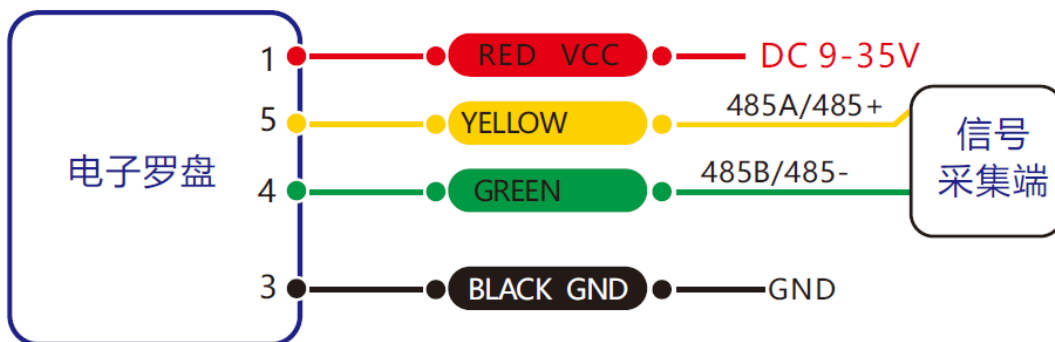 电子罗盘
1 RED VCC DC 9-35V
5 YELLOW 485A/485+
4 GREEN 485B/485-
3 BLACK GND GND
信号
采集端